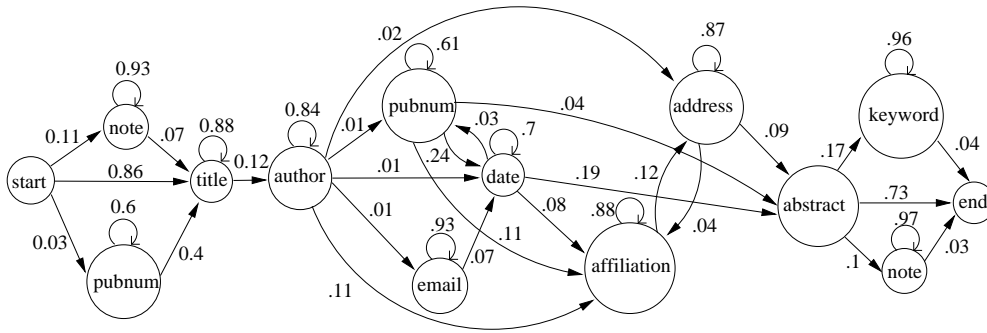 .02
.61
.87
.96
0.93
pubnum
address
keyword
.04
0.88
0.84
0.11
note
.07
.01
.03
.7
.09
.17
.04
.24
0.86
0.12
.01
.12
.19
.73
start
title
author
date
abstract
end
.08
.88
.04
.97
0.6
.01
.93
.11
.03
0.03
0.4
.07
affiliation
.1
note
pubnum
email
.11